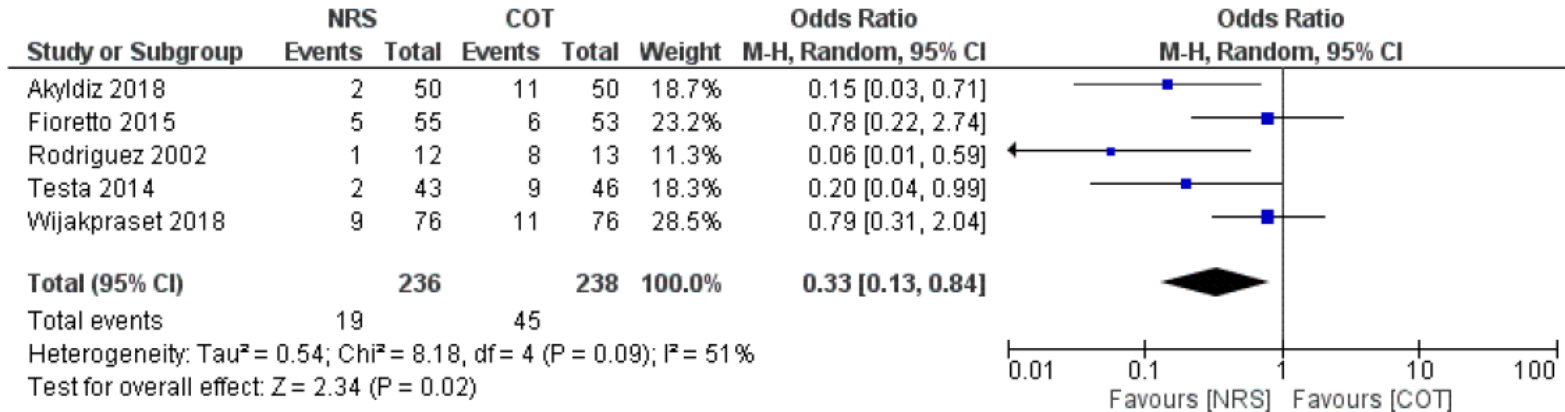 NRS COT Odds Ratio Odds Ratio
Study or Subgroup Events Total Events Total Weight M-H, Random, 95% CI M-H, Random, 95% CI
Akyldiz 2018 2 50 11 50 18.7% 0.15 [0.03, 0.71]
Fioretto 2015 5 55 6 53 23.2% 0.78 [0.22, 2.74]
Rodriguez 2002 1 12 8 13 11.3% 0.06 [0.01, 0.59]
Testa 2014 2 43 9 46 18.3% 0.20 [0.04, 0.99]
Wijakpraset 2018 9 76 11 76 28.5% 0.79 [0.31, 2.04]
Total (95% CI) 236 238 100.0% 0.33 [0.13, 0.84]
Total events 19 45
Heterogeneity: Tau² = 0.54; Chi² = 8.18, df = 4 (P = 0.09); I² = 51%
Test for overall effect: Z = 2.34 (P = 0.02)
0.01 0.1 1 10 100
Favours [NRS] Favours [COT]